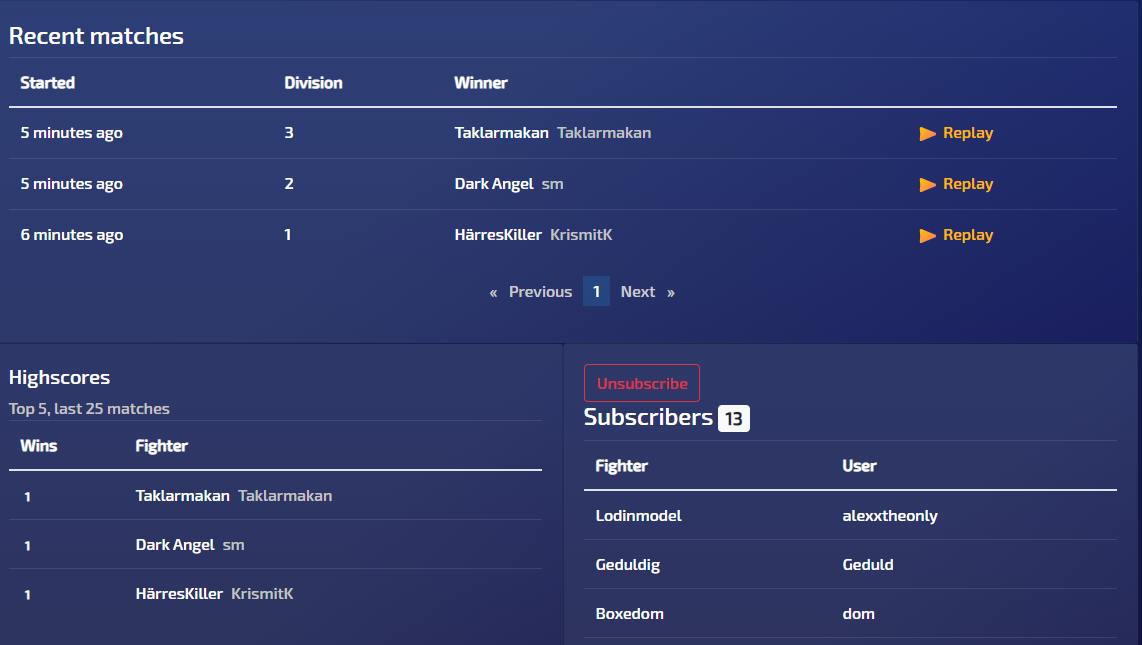 Recent matches
Started Division Winner
5 minutes ago 3 Taklarmakan Taklarmakan Replay
5 minutes ago 2 Dark Angel sm Replay
6 minutes ago 1 HärresKiller KrismitK Replay
« Previous 1 Next »
Highscores
Top 5, last 25 matches
Wins Fighter
1 Taklarmakan Taklarmakan
1 Dark Angel sm
1 HärresKiller KrismitK
Unsubscribe
Subscribers 13
Fighter User
Lodinmodel alexxtheonly
Geduldig Geduld
Boxedom dom